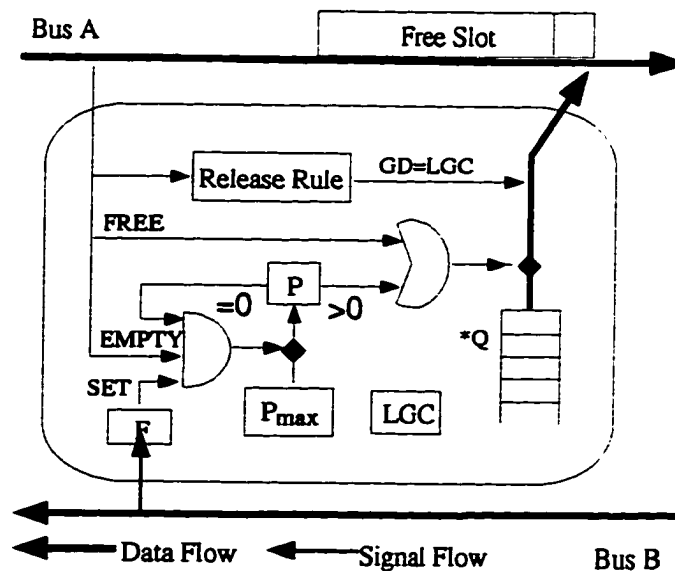 Bus A
Free Slot
Release Rule
GD=LGC
FREE
P
=0
>0
EMPTY
*Q
SET
Pmax
LGC
F
Data Flow
Signal Flow
Bus B